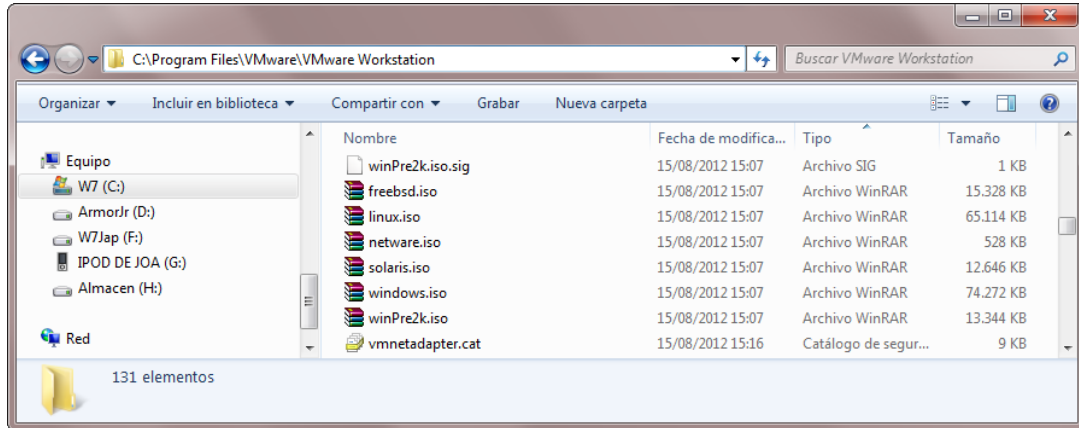 C:\Program Files\VMware\VMware Workstation
Buscar VMware Workstation
Organizar Incluir en biblioteca Compartir con Grabar Nueva carpeta
Equipo
W7 (C:)
ArmorJr (D:)
W7Jap (F:)
IPOD DE JOA (G:)
Almacen (H:)
Red
Nombre Fecha de modifica... Tipo Tamaño
winPre2k.iso.sig 15/08/2012 15:07 Archivo SIG 1 KB
freebsd.iso 15/08/2012 15:07 Archivo WinRAR 15.328 KB
linux.iso 15/08/2012 15:07 Archivo WinRAR 65.114 KB
netware.iso 15/08/2012 15:07 Archivo WinRAR 528 KB
solaris.iso 15/08/2012 15:07 Archivo WinRAR 12.646 KB
windows.iso 15/08/2012 15:07 Archivo WinRAR 74.272 KB
winPre2k.iso 15/08/2012 15:07 Archivo WinRAR 13.344 KB
vmnetadapter.cat 15/08/2012 15:16 Catálogo de segur... 9 KB
131 elementos